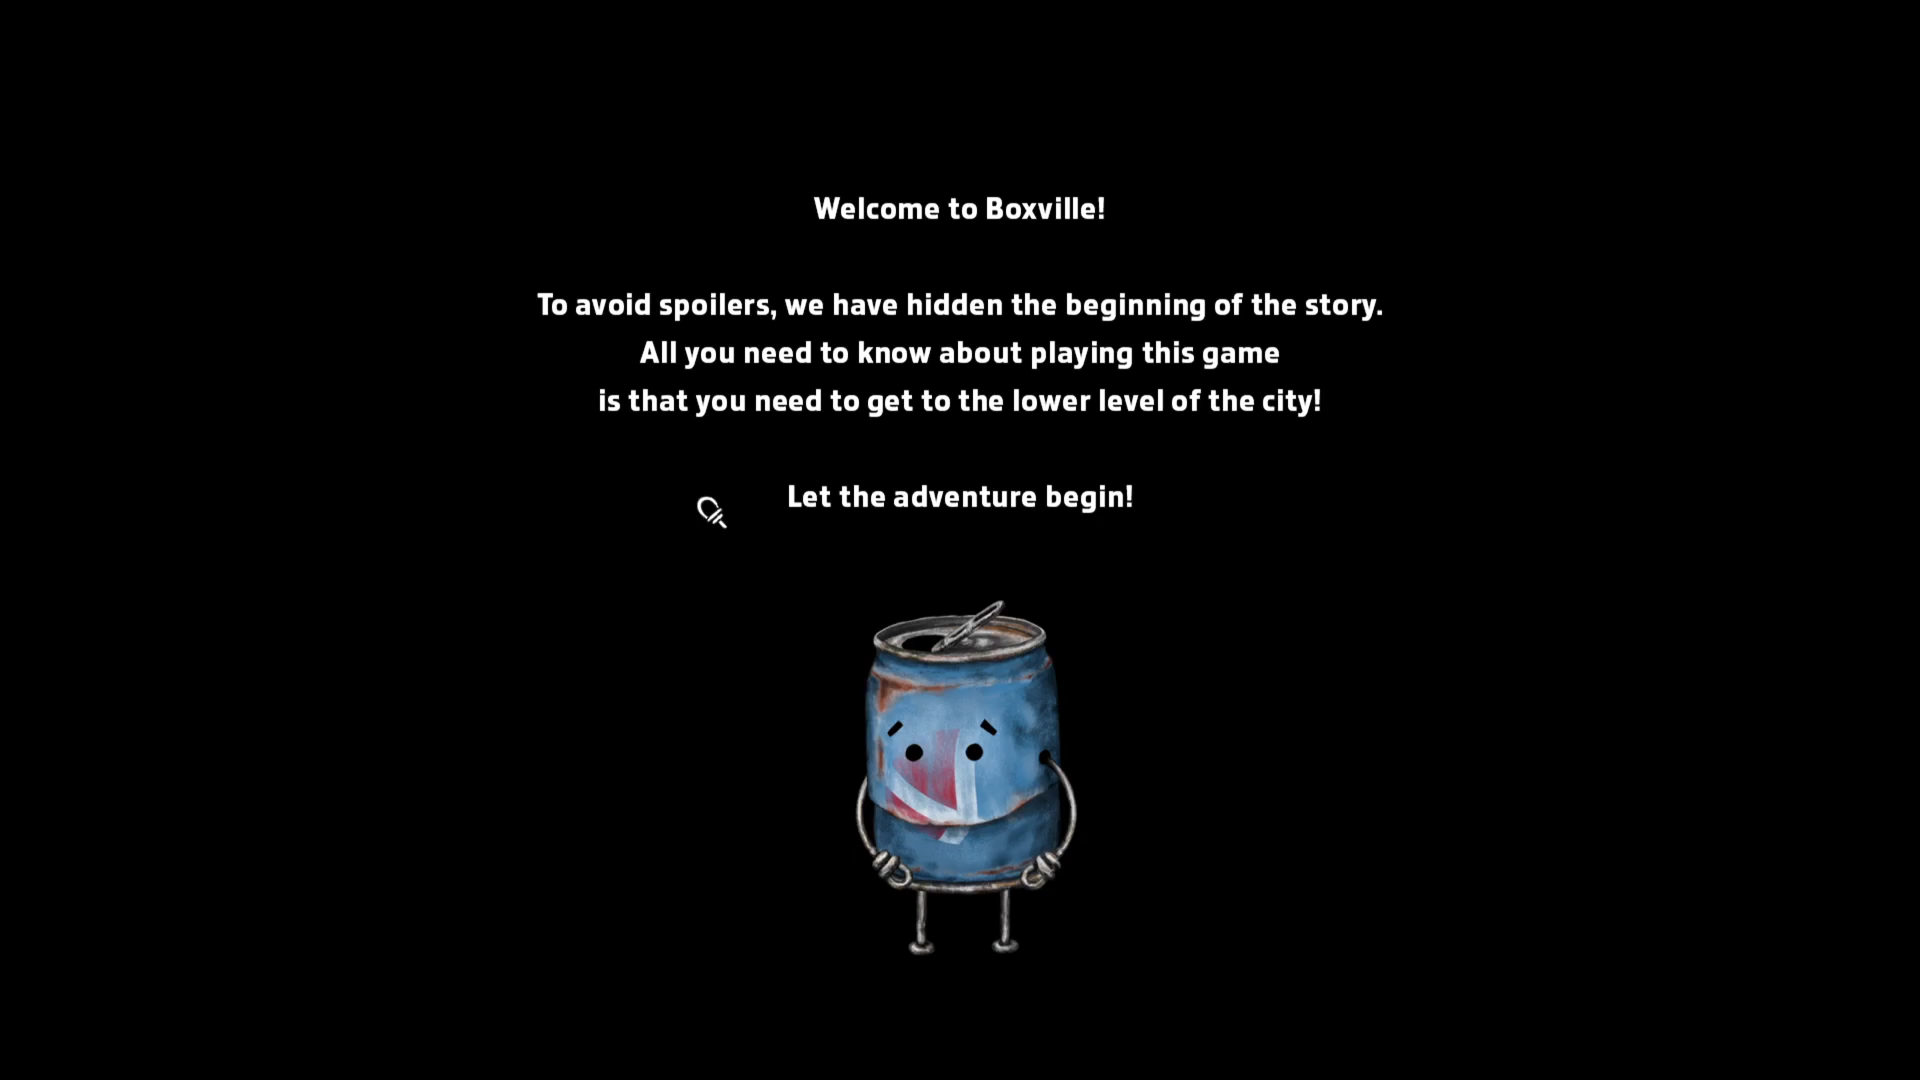 Welcome to Boxville!
To avoid spoilers, we have hidden the beginning of the story.
All you need to know about playing this game
is that you need to get to the lower level of the city!
Let the adventure begin!